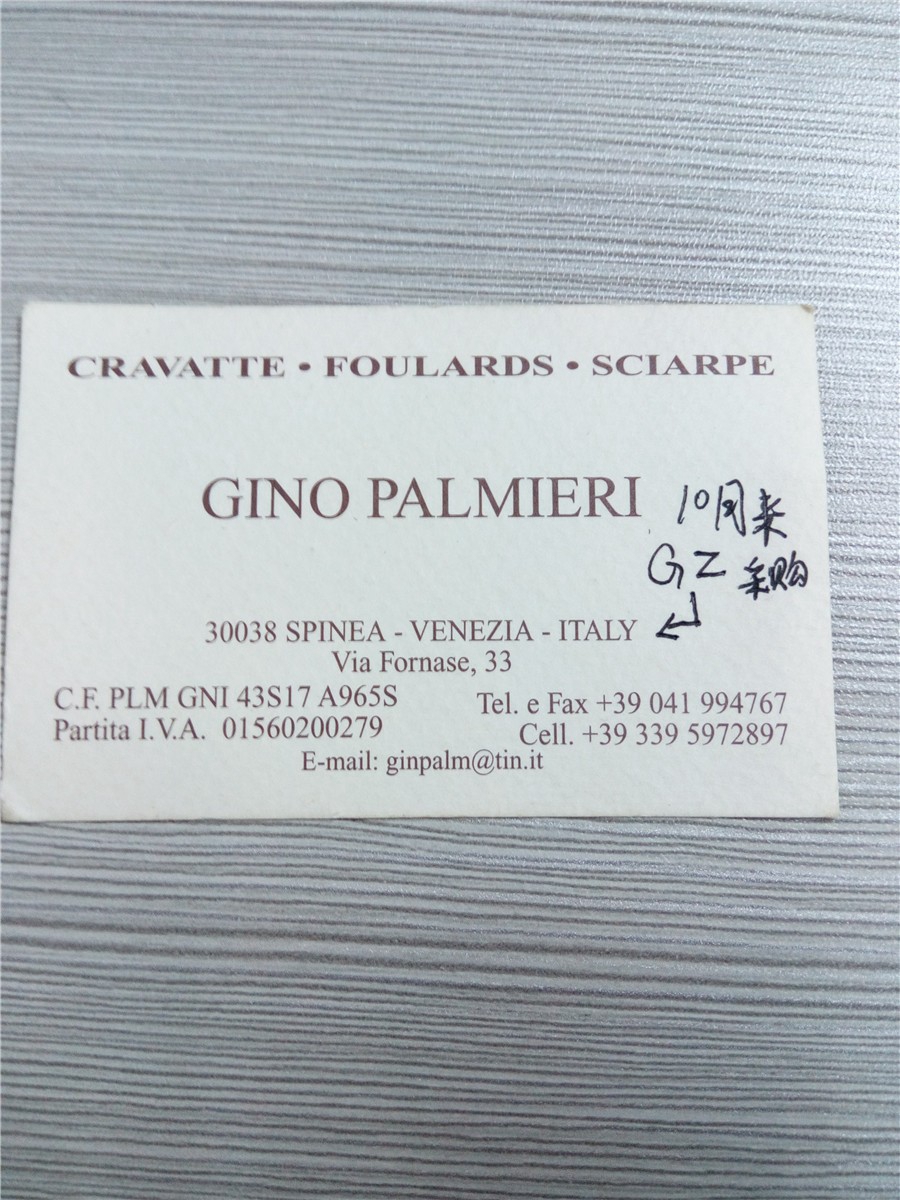 CRAVATTE • FOULARDS • SCIARPE
GINO PALMIERI
10月来
GZ 采购
30038 SPINEA - VENEZIA - ITALY
Via Fornase, 33
C.F. PLM GNI 43S17 A965S
Partita I.V.A. 01560200279
Tel. e Fax +39 041 994767
Cell. +39 339 5972897
E-mail: ginpalm@tin.it